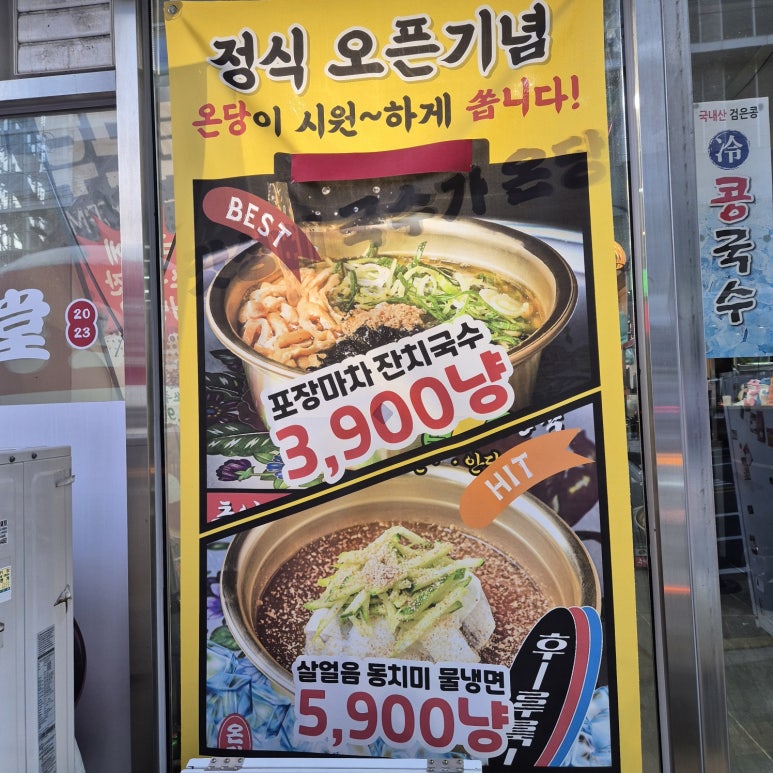 정식 오픈기념
온당이 시원~하게 쏩니다!
BEST
포장마차 잔치국수
3,900냥
HIT
살얼음 동치미 물냉면
5,900냥
후-루룩!
堂
20
23
국내산 검은콩
冷
콩국수